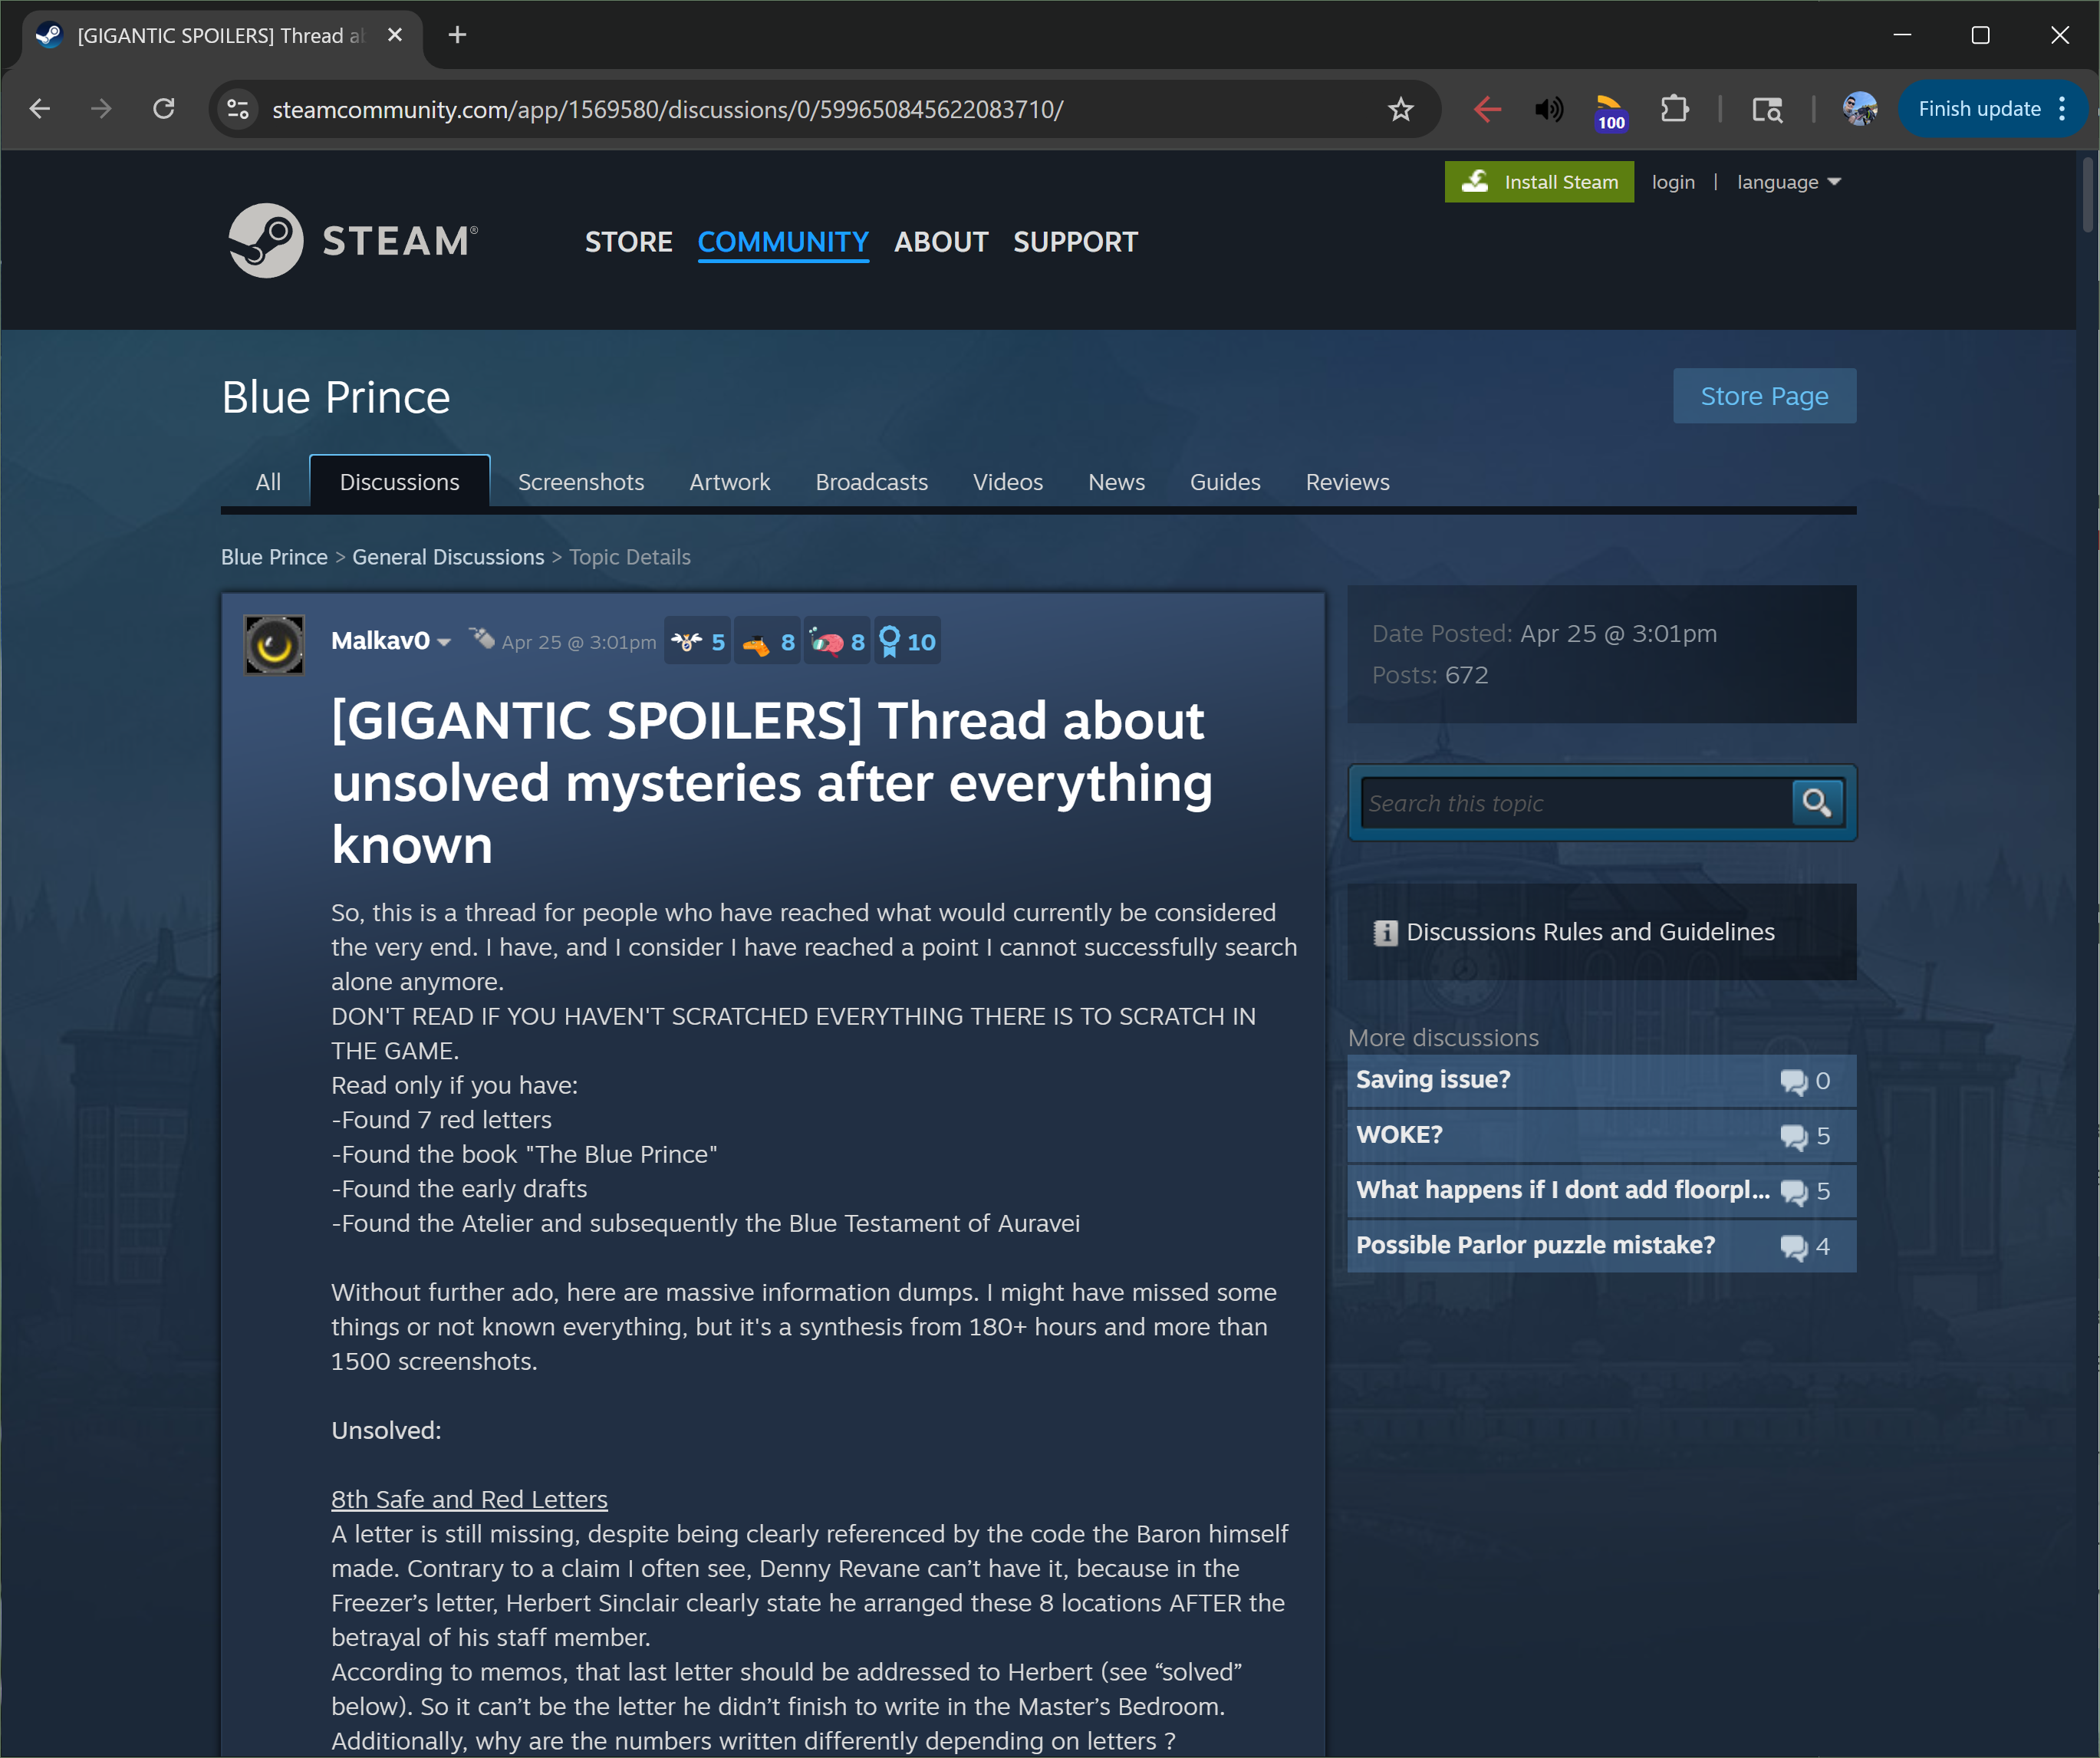 [GIGANTIC SPOILERS] Thread
steamcommunity.com/app/1569580/discussions/0/599650845622083710/
100
Finish update
Install Steam
login | language
STEAM®
STORE COMMUNITY ABOUT SUPPORT
Blue Prince
Store Page
All Discussions Screenshots Artwork Broadcasts Videos News Guides Reviews
Blue Prince > General Discussions > Topic Details
Malkav0 Apr 25 @ 3:01pm 5 8 8 10
[GIGANTIC SPOILERS] Thread about
unsolved mysteries after everything
known
So, this is a thread for people who have reached what would currently be considered
the very end. I have, and I consider I have reached a point I cannot successfully search
alone anymore.
DON'T READ IF YOU HAVEN'T SCRATCHED EVERYTHING THERE IS TO SCRATCH IN
THE GAME.
Read only if you have:
-Found 7 red letters
-Found the book "The Blue Prince"
-Found the early drafts
-Found the Atelier and subsequently the Blue Testament of Auravei
Without further ado, here are massive information dumps. I might have missed some
things or not known everything, but it's a synthesis from 180+ hours and more than
1500 screenshots.
Unsolved:
8th Safe and Red Letters
A letter is still missing, despite being clearly referenced by the code the Baron himself
made. Contrary to a claim I often see, Denny Revane can’t have it, because in the
Freezer’s letter, Herbert Sinclair clearly state he arranged these 8 locations AFTER the
betrayal of his staff member.
According to memos, that last letter should be addressed to Herbert (see “solved”
below). So it can’t be the letter he didn’t finish to write in the Master’s Bedroom.
Additionally, why are the numbers written differently depending on letters ?
Date Posted: Apr 25 @ 3:01pm
Posts: 672
Search this topic
Discussions Rules and Guidelines
More discussions
Saving issue? 0
WOKE? 5
What happens if I dont add floorpl... 5
Possible Parlor puzzle mistake? 4